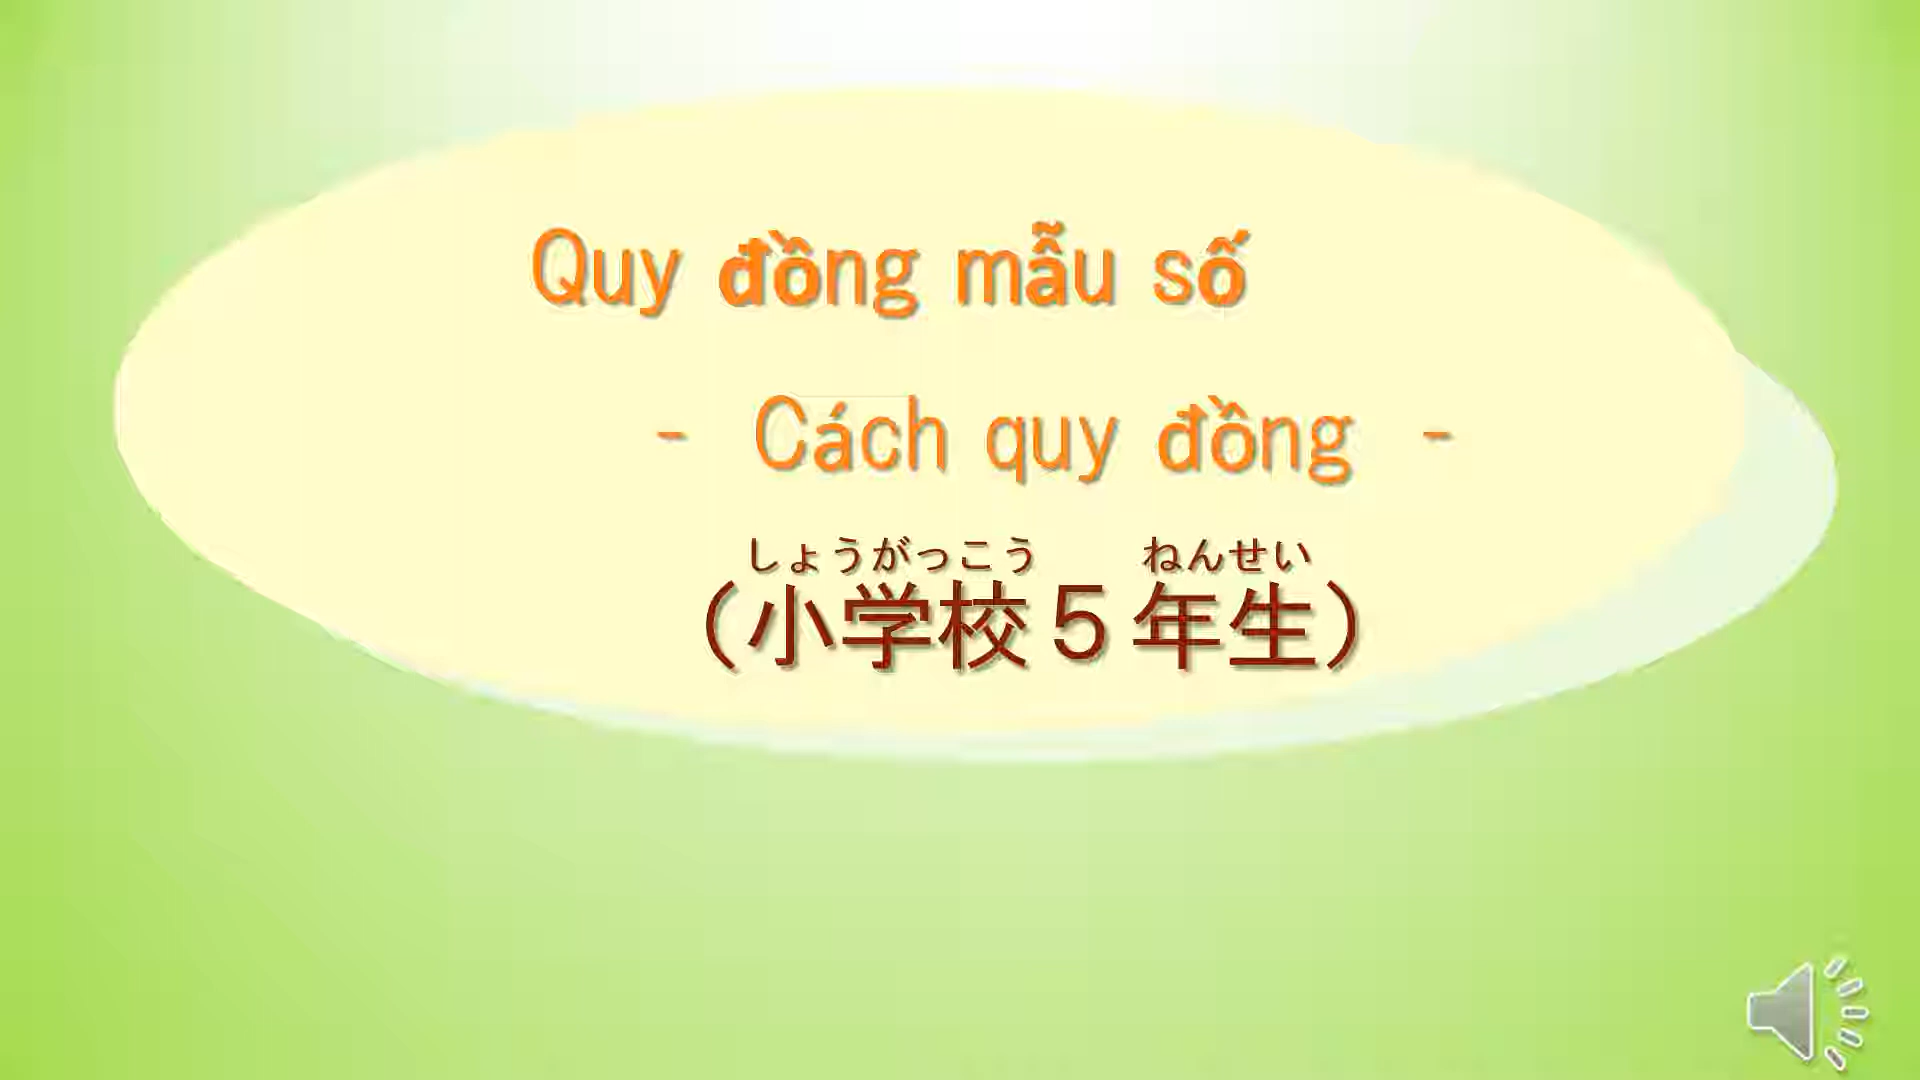 Quy đồng mẫu số
- Cách quy đồng -
しょうがっこう ねんせい
（小学校５年生）